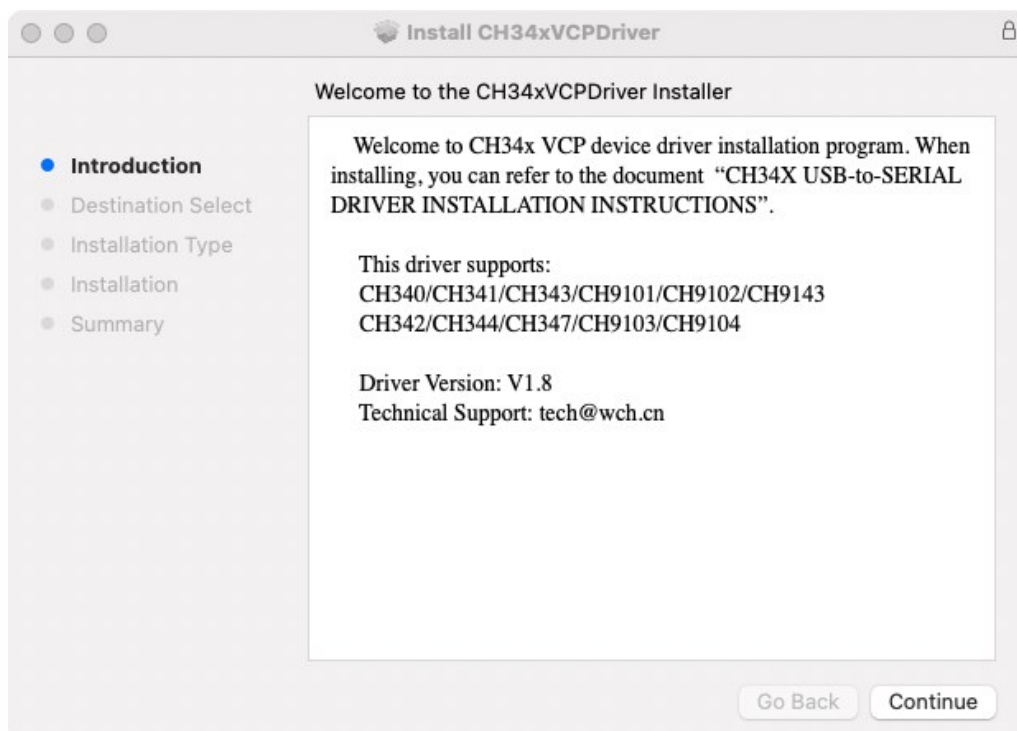 Install CH34xVCPDriver
Welcome to the CH34xVCPDriver Installer
Introduction
Destination Select
Installation Type
Installation
Summary
Welcome to CH34x VCP device driver installation program. When
installing, you can refer to the document “CH34X USB-to-SERIAL
DRIVER INSTALLATION INSTRUCTIONS”.
This driver supports:
CH340/CH341/CH343/CH9101/CH9102/CH9143
CH342/CH344/CH347/CH9103/CH9104
Driver Version: V1.8
Technical Support: tech@wch.cn
Go Back
Continue